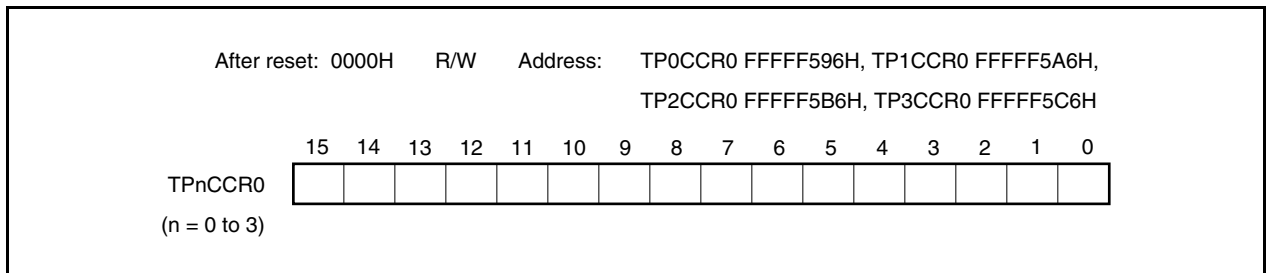 After reset: 0000H R/W Address: TP0CCR0 FFFFF596H, TP1CCR0 FFFFF5A6H,
TP2CCR0 FFFFF5B6H, TP3CCR0 FFFFF5C6H
15 14 13 12 11 10 9 8 7 6 5 4 3 2 1 0
TPnCCR0
(n = 0 to 3)